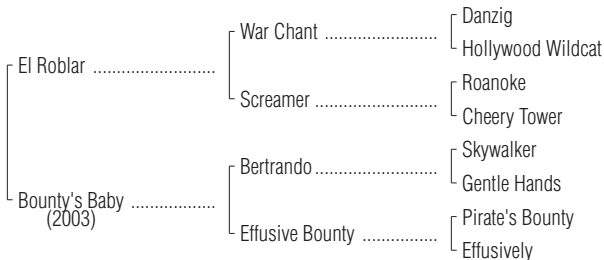 Danzig
War Chant ........................
Hollywood Wildcat
El Roblar ..........................
Roanoke
Screamer ..........................
Cheery Tower
Skywalker
Bertrando ..........................
Gentle Hands
Bounty's Baby ..................
(2003)
Pirate's Bounty
Effusive Bounty ................
Effusively